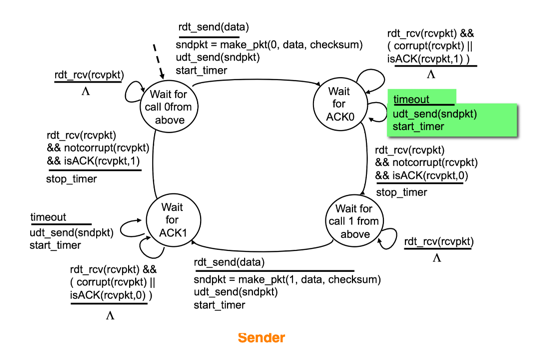 rdt_send(data)
sndpkt = make_pkt(0, data, checksum)
udt_send(sndpkt)
start_timer
rdt_rcv(rcvpkt) &&
( corrupt(rcvpkt) ||
isACK(rcvpkt,1) )
Λ
rdt_rcv(rcvpkt)
Λ
Wait for
call 0from
above
Wait
for
ACK0
timeout
udt_send(sndpkt)
start_timer
rdt_rcv(rcvpkt)
&& notcorrupt(rcvpkt)
&& isACK(rcvpkt,1)
stop_timer
rdt_rcv(rcvpkt)
&& notcorrupt(rcvpkt)
&& isACK(rcvpkt,0)
stop_timer
timeout
udt_send(sndpkt)
start_timer
Wait
for
ACK1
Wait for
call 1 from
above
rdt_rcv(rcvpkt)
Λ
rdt_rcv(rcvpkt) &&
( corrupt(rcvpkt) ||
isACK(rcvpkt,0) )
Λ
rdt_send(data)
sndpkt = make_pkt(1, data, checksum)
udt_send(sndpkt)
start_timer
Sender